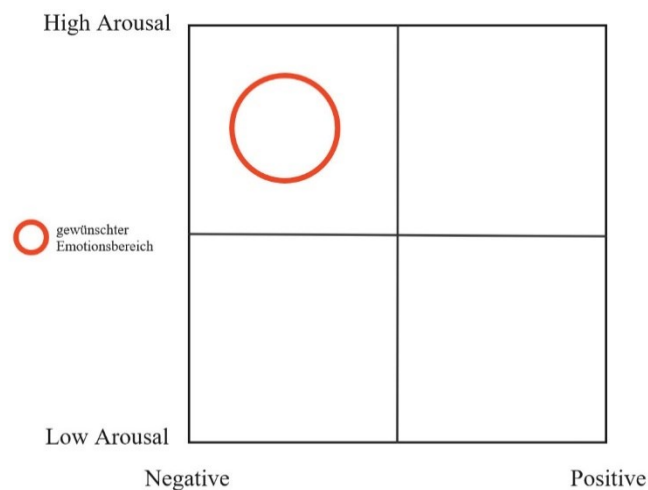 High Arousal
gewünschter
Emotionsbereich
Low Arousal
Negative
Positive